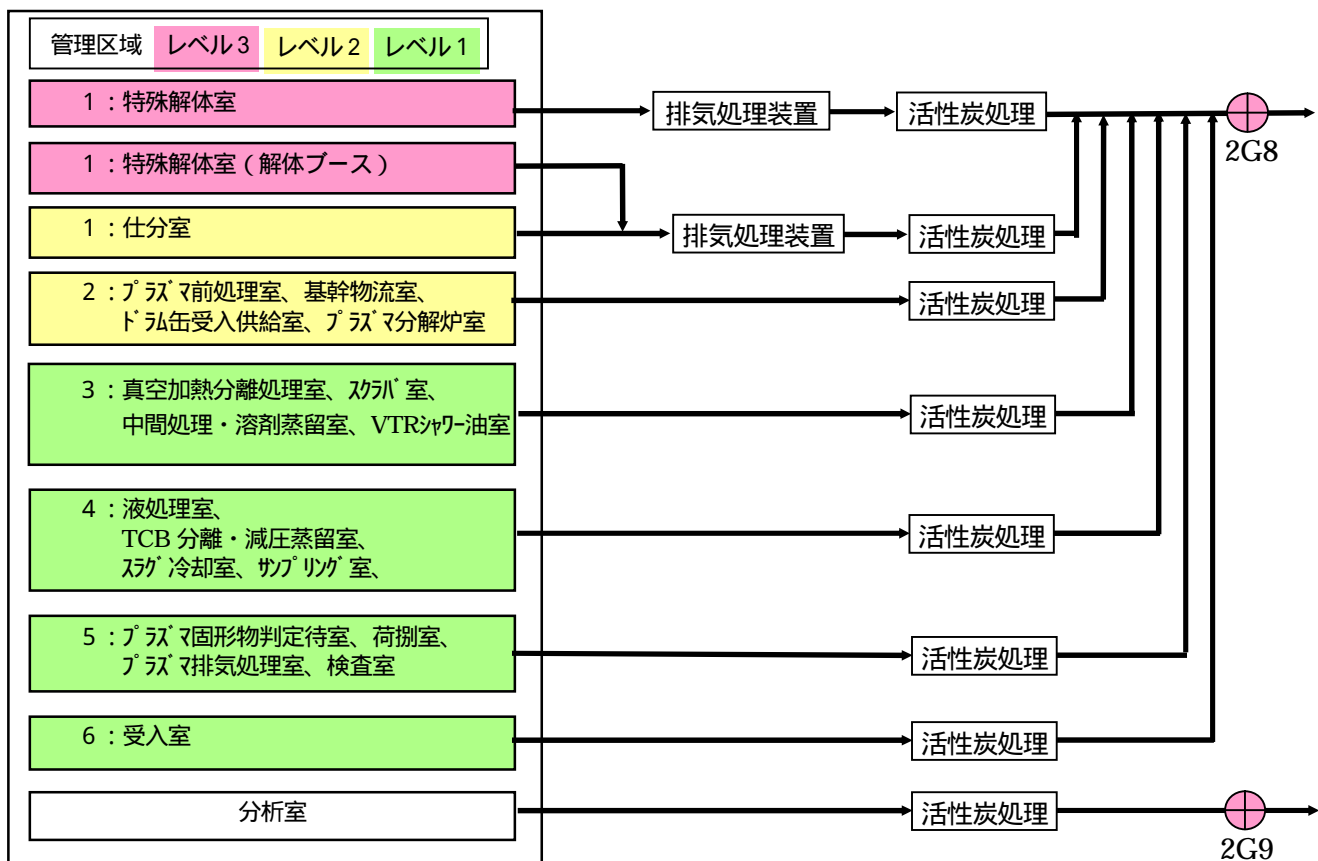 管理区域 レベル3 レベル2 レベル1
1：特殊解体室
排気処理装置
活性炭処理
2G8
1：特殊解体室（解体ブース）
1：仕分室
排気処理装置
活性炭処理
2：ﾌﾟﾗｽﾞﾏ前処理室、基幹物流室、
ﾄﾞﾗﾑ缶受入供給室、ﾌﾟﾗｽﾞﾏ分解炉室
活性炭処理
3：真空加熱分離処理室、ｽｸﾗﾊﾞ室、
中間処理・溶剤蒸留室、VTRｼｬﾜｰ油室
活性炭処理
4：液処理室、
TCB分離・減圧蒸留室、
ｽﾗｸﾞ冷却室、ｻﾝﾌﾟﾘﾝｸﾞ室、
活性炭処理
5：ﾌﾟﾗｽﾞﾏ固形物判定待室、荷捌室、
ﾌﾟﾗｽﾞﾏ排気処理室、検査室
活性炭処理
6：受入室
活性炭処理
分析室
活性炭処理
2G9